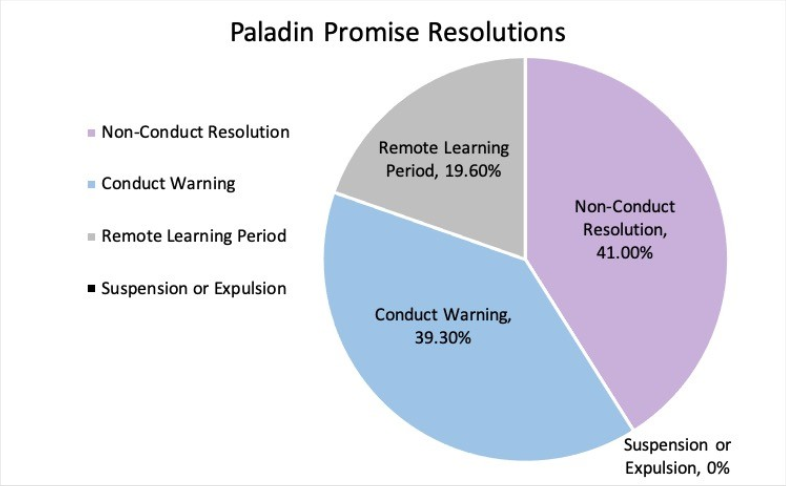 Paladin Promise Resolutions
Non-Conduct Resolution
Conduct Warning
Remote Learning Period
Suspension or Expulsion
Remote Learning
Period, 19.60%
Non-Conduct
Resolution,
41.00%
Conduct Warning,
39.30%
Suspension or
Expulsion, 0%